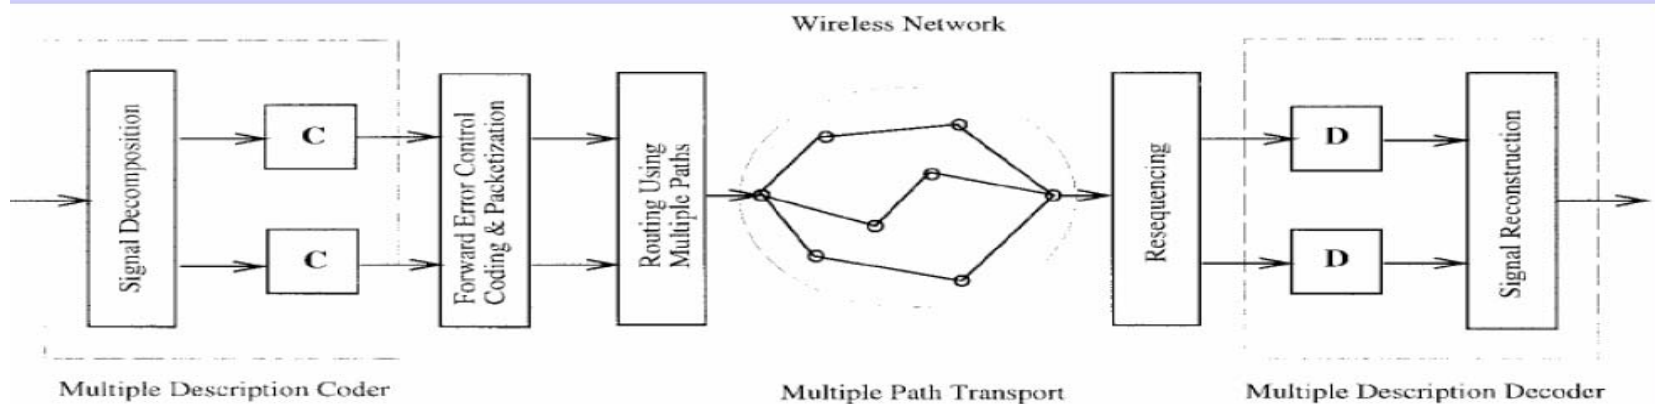 Wireless Network
Signal Decomposition
C
C
Forward Error Control
Coding & Packetization
Routing Using
Multiple Paths
Resequencing
D
D
Signal Reconstruction
Multiple Description Coder
Multiple Path Transport
Multiple Description Decoder